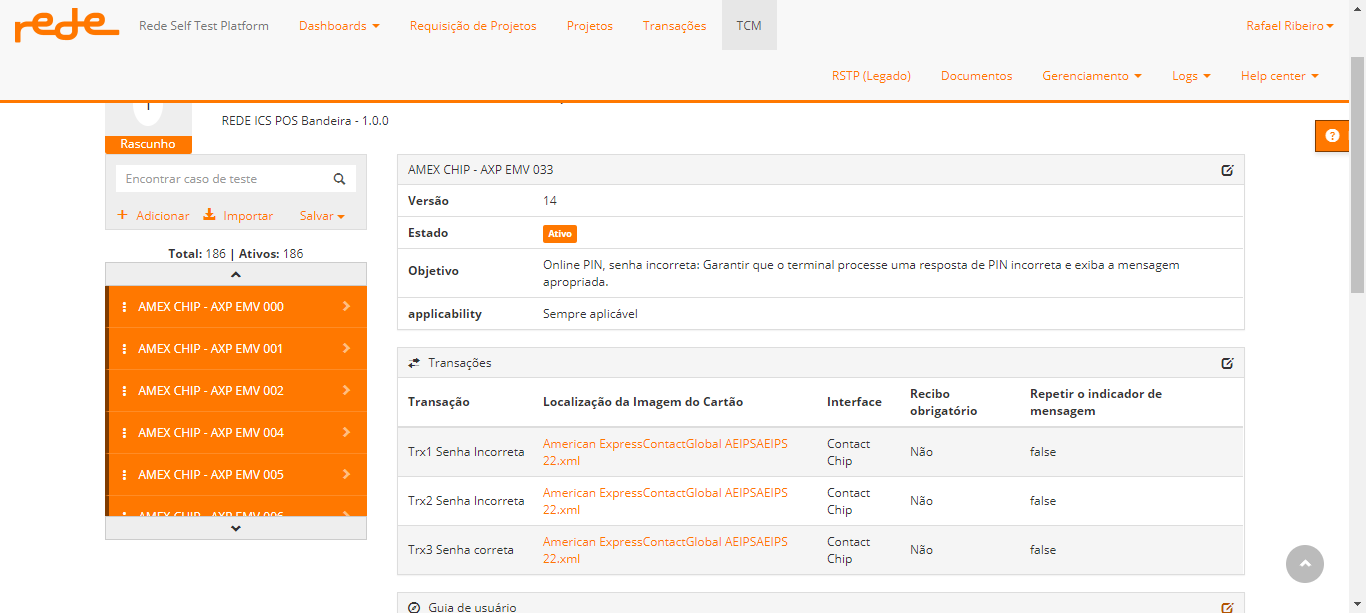 rede
Rede Self Test Platform
Dashboards
Requisição de Projetos
Projetos
Transações
TCM
Rafael Ribeiro
RSTP (Legado)
Documentos
Gerenciamento
Logs
Help center
REDE ICS POS Bandeira - 1.0.0
Rascunho
Encontrar caso de teste
Adicionar
Importar
Salvar
Total: 186 | Ativos: 186
AMEX CHIP - AXP EMV 000
AMEX CHIP - AXP EMV 001
AMEX CHIP - AXP EMV 002
AMEX CHIP - AXP EMV 004
AMEX CHIP - AXP EMV 005
AMEX CHIP - AXP EMV 006
AMEX CHIP - AXP EMV 033
Versão 14
Estado Ativo
Objetivo Online PIN, senha incorreta: Garantir que o terminal processe uma resposta de PIN incorreta e exiba a mensagem
apropriada.
applicability Sempre aplicável
Transações
Transação Localização da Imagem do Cartão Interface Recibo Repetir o indicador de
obrigatório mensagem
Trx1 Senha Incorreta American ExpressContactGlobal AEIPSAEIPS Contact Não false
22.xml Chip
Trx2 Senha Incorreta American ExpressContactGlobal AEIPSAEIPS Contact Não false
22.xml Chip
Trx3 Senha correta American ExpressContactGlobal AEIPSAEIPS Contact Não false
22.xml Chip
Guia de usuário